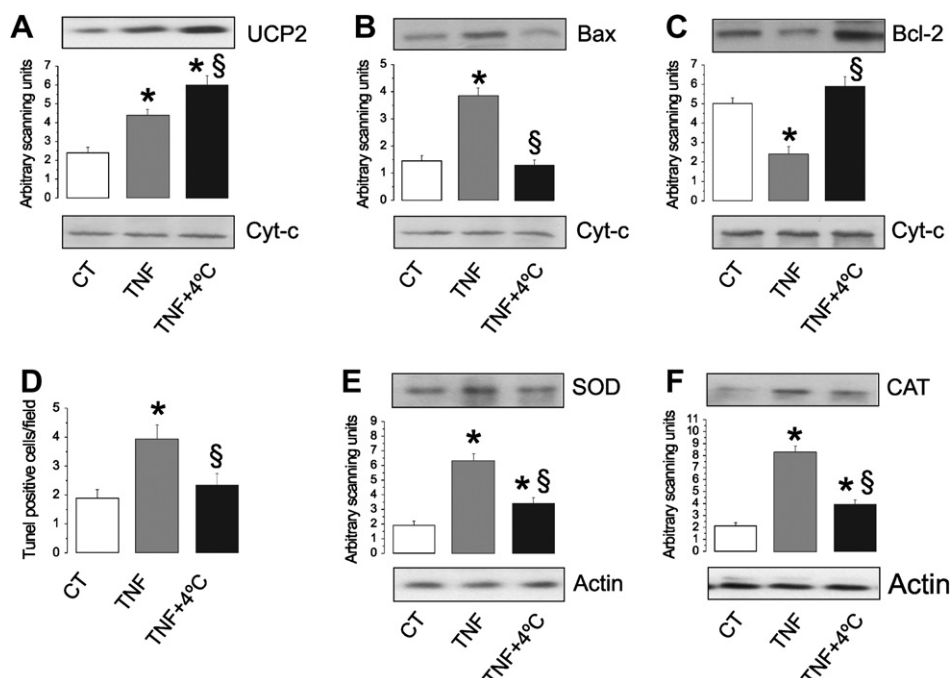 A
UCP2
Arbitrary scanning units
7
6
5
4
3
2
1
0
*
* §
Cyt-c
CT
TNF
TNF+4ºC
B
Bax
Arbitrary scanning units
5
4
3
2
1
0
*
§
Cyt-c
CT
TNF
TNF+4ºC
C
Bcl-2
Arbitrary scanning units
7
6
5
4
3
2
1
0
*
§
Cyt-c
CT
TNF
TNF+4ºC
D
Tunel positive cells/field
5
4
3
2
1
0
*
§
CT
TNF
TNF+4ºC
E
SOD
Arbitrary scanning units
9
8
7
6
5
4
3
2
1
0
*
* §
Actin
CT
TNF
TNF+4ºC
F
CAT
Arbitrary scanning units
11
10
9
8
7
6
5
4
3
2
1
0
*
* §
Actin
CT
TNF
TNF+4ºC